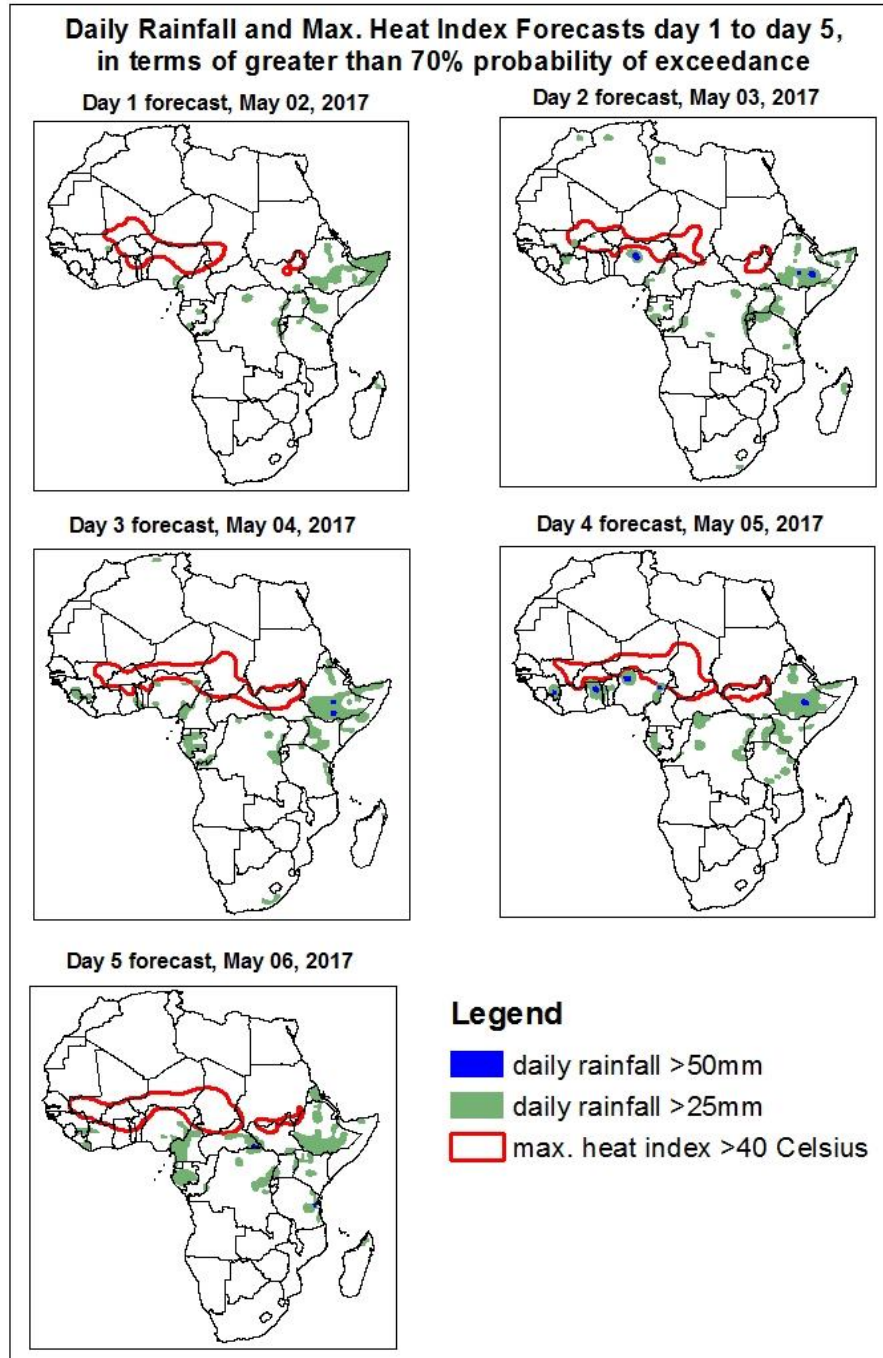 Daily Rainfall and Max. Heat Index Forecasts day 1 to day 5,
in terms of greater than 70% probability of exceedance
Day 1 forecast, May 02, 2017
Day 2 forecast, May 03, 2017
Day 3 forecast, May 04, 2017
Day 4 forecast, May 05, 2017
Day 5 forecast, May 06, 2017
Legend
daily rainfall >50mm
daily rainfall >25mm
max. heat index >40 Celsius